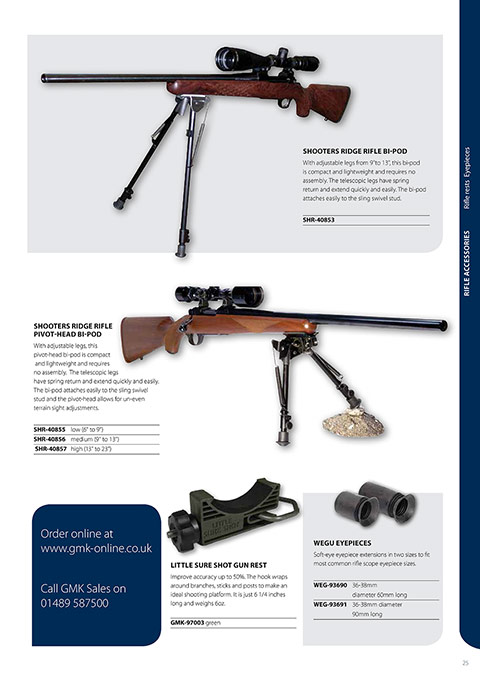 SHOOTERS RIDGE RIFLE BI-POD
With adjustable legs from 9"to 13", this bi-pod
is compact and lightweight and requires no
assembly. The telescopic legs have spring
return and extend quickly and easily. The bi-pod
attaches easily to the sling swivel stud.
SHR-40853
Rifle rests Eyepieces
RIFLE ACCESSORIES
SHOOTERS RIDGE RIFLE
PIVOT-HEAD BI-POD
With adjustable legs, this
pivot-head bi-pod is compact
and lightweight and requires
no assembly. The telescopic legs
have spring return and extend quickly and easily.
The bi-pod attaches easily to the sling swivel
stud and the pivot-head allows for un-even
terrain sight adjustments.
SHR-40855 low (6" to 9")
SHR-40856 medium (9" to 13")
SHR-40857 high (13" to 23")
Order online at
www.gmk-online.co.uk
Call GMK Sales on
01489 587500
LITTLE
SURE SHOT
LITTLE SURE SHOT GUN REST
Improve accuracy up to 50%. The hook wraps
around branches, sticks and posts to make an
ideal shooting platform. It is just 6 1/4 inches
long and weighs 6oz.
GMK-97003 green
WEGU EYEPIECES
Soft-eye eyepiece extensions in two sizes to fit
most common rifle scope eyepiece sizes.
WEG-93690 36-38mm
diameter 60mm long
WEG-93691 36-38mm diameter
90mm long
25